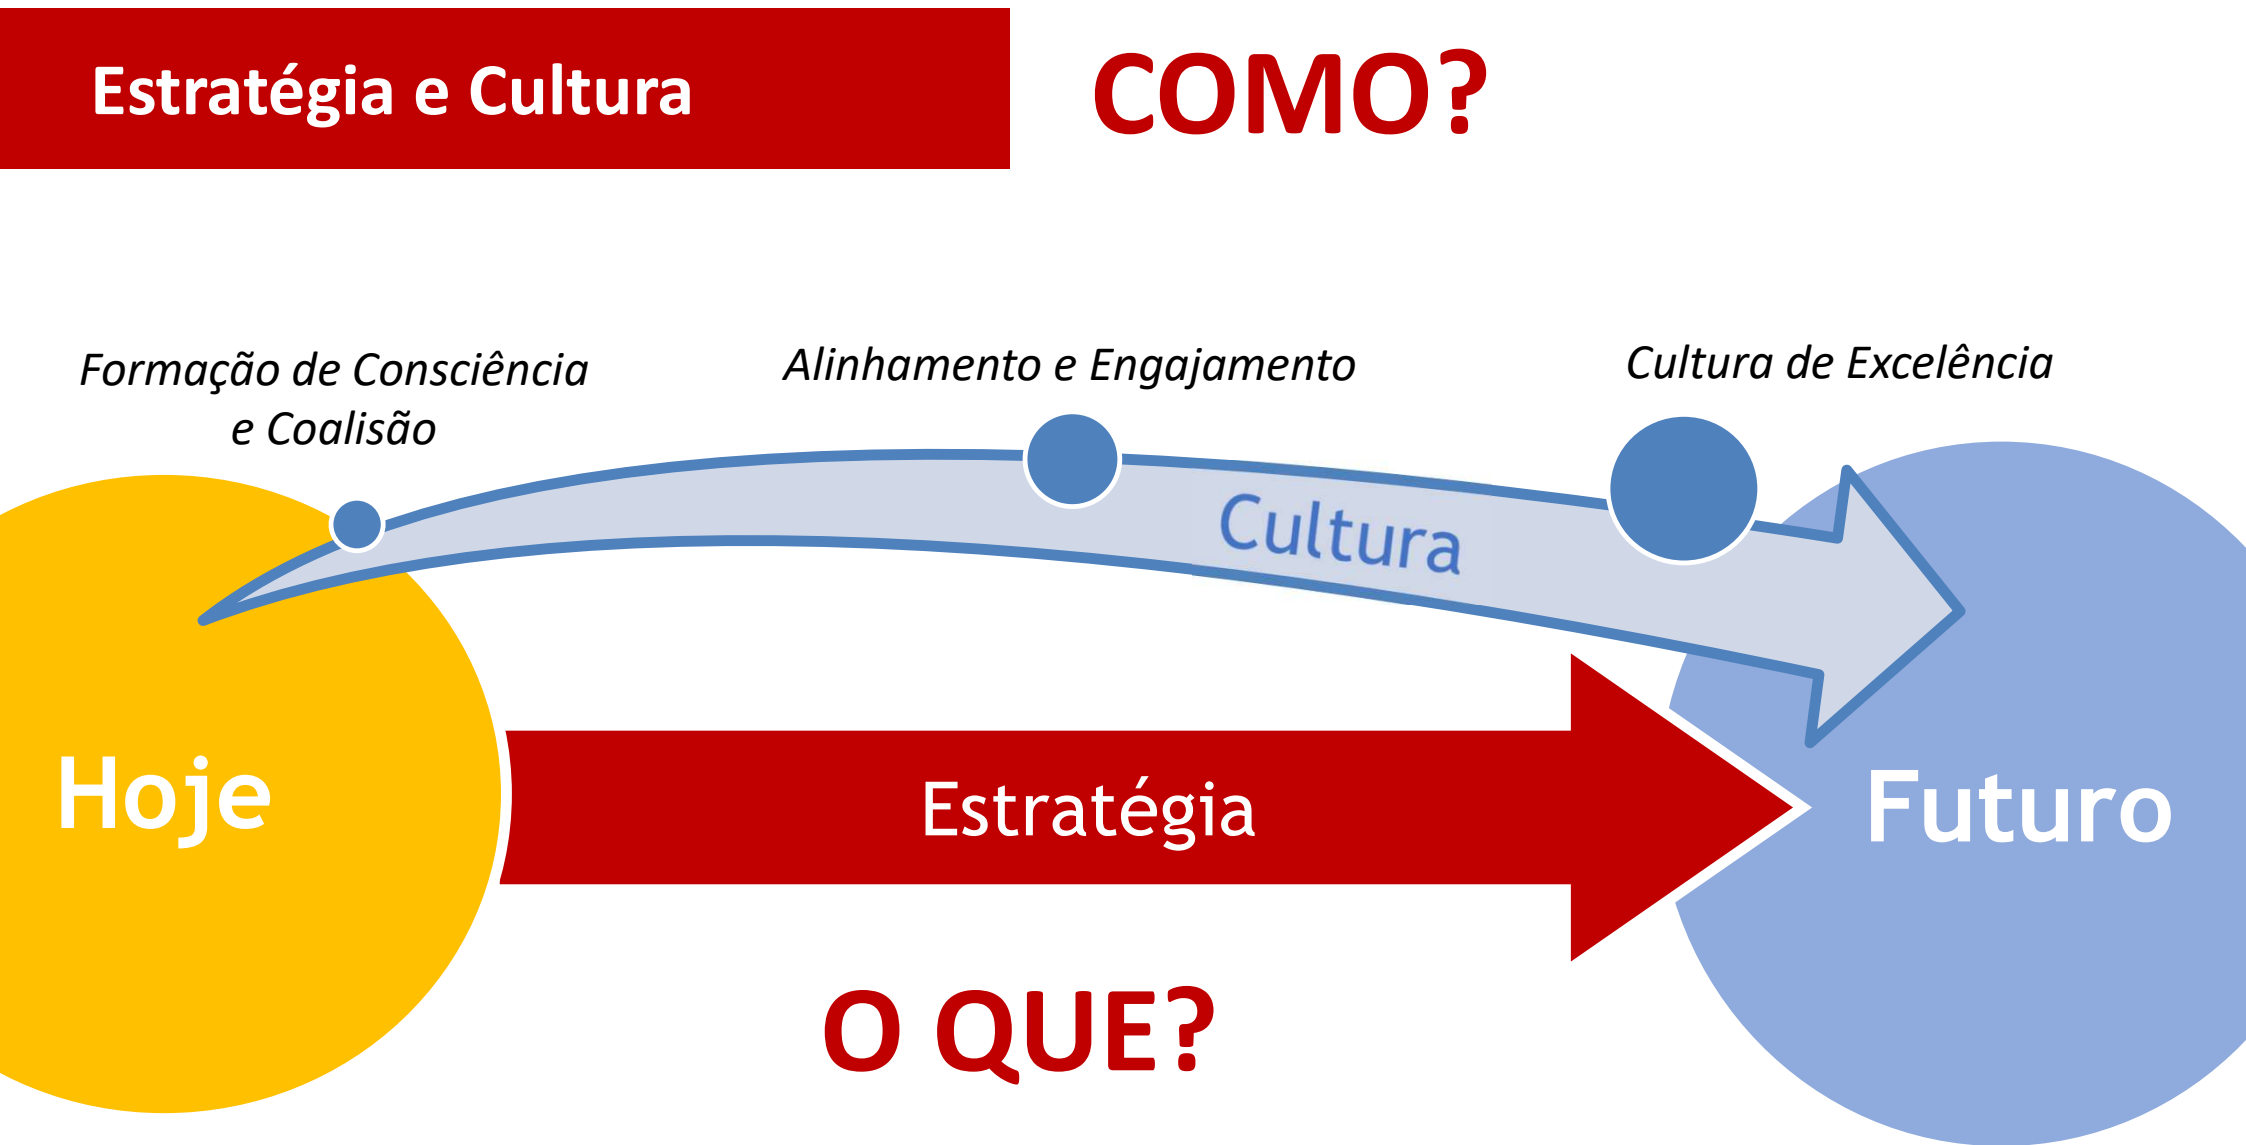 Estratégia e Cultura
COMO?
Formação de Consciência
e Coalisão
Alinhamento e Engajamento
Cultura de Excelência
Cultura
Hoje
Estratégia
Futuro
O QUE?